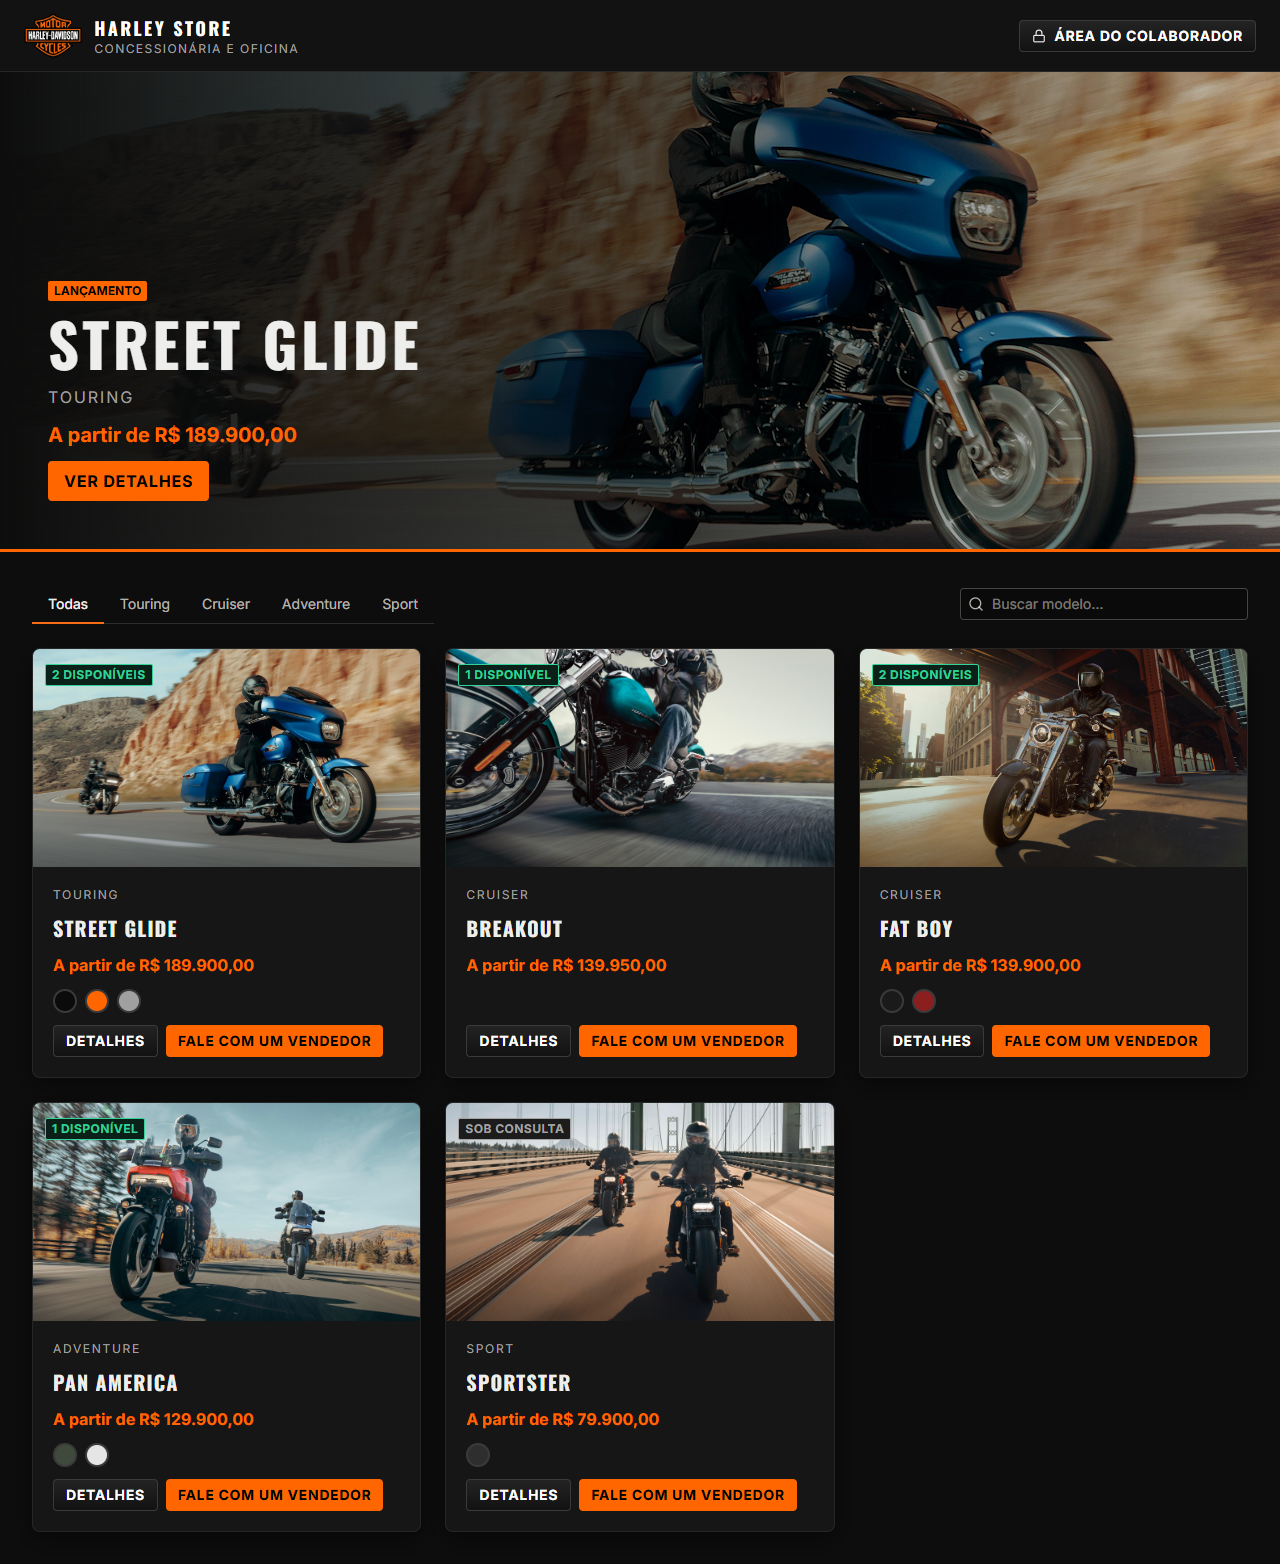 MOTOR
HARLEY-DAVIDSON
CYCLES
HARLEY STORE
CONCESSIONÁRIA E OFICINA
ÁREA DO COLABORADOR
LANÇAMENTO
STREET GLIDE
TOURING
A partir de R$ 189.900,00
VER DETALHES
Todas
Touring
Cruiser
Adventure
Sport
Buscar modelo...
2 DISPONÍVEIS
TOURING
STREET GLIDE
A partir de R$ 189.900,00
DETALHES
FALE COM UM VENDEDOR
1 DISPONÍVEL
CRUISER
BREAKOUT
A partir de R$ 139.950,00
DETALHES
FALE COM UM VENDEDOR
2 DISPONÍVEIS
CRUISER
FAT BOY
A partir de R$ 139.900,00
DETALHES
FALE COM UM VENDEDOR
1 DISPONÍVEL
ADVENTURE
PAN AMERICA
A partir de R$ 129.900,00
DETALHES
FALE COM UM VENDEDOR
SOB CONSULTA
SPORT
SPORTSTER
A partir de R$ 79.900,00
DETALHES
FALE COM UM VENDEDOR